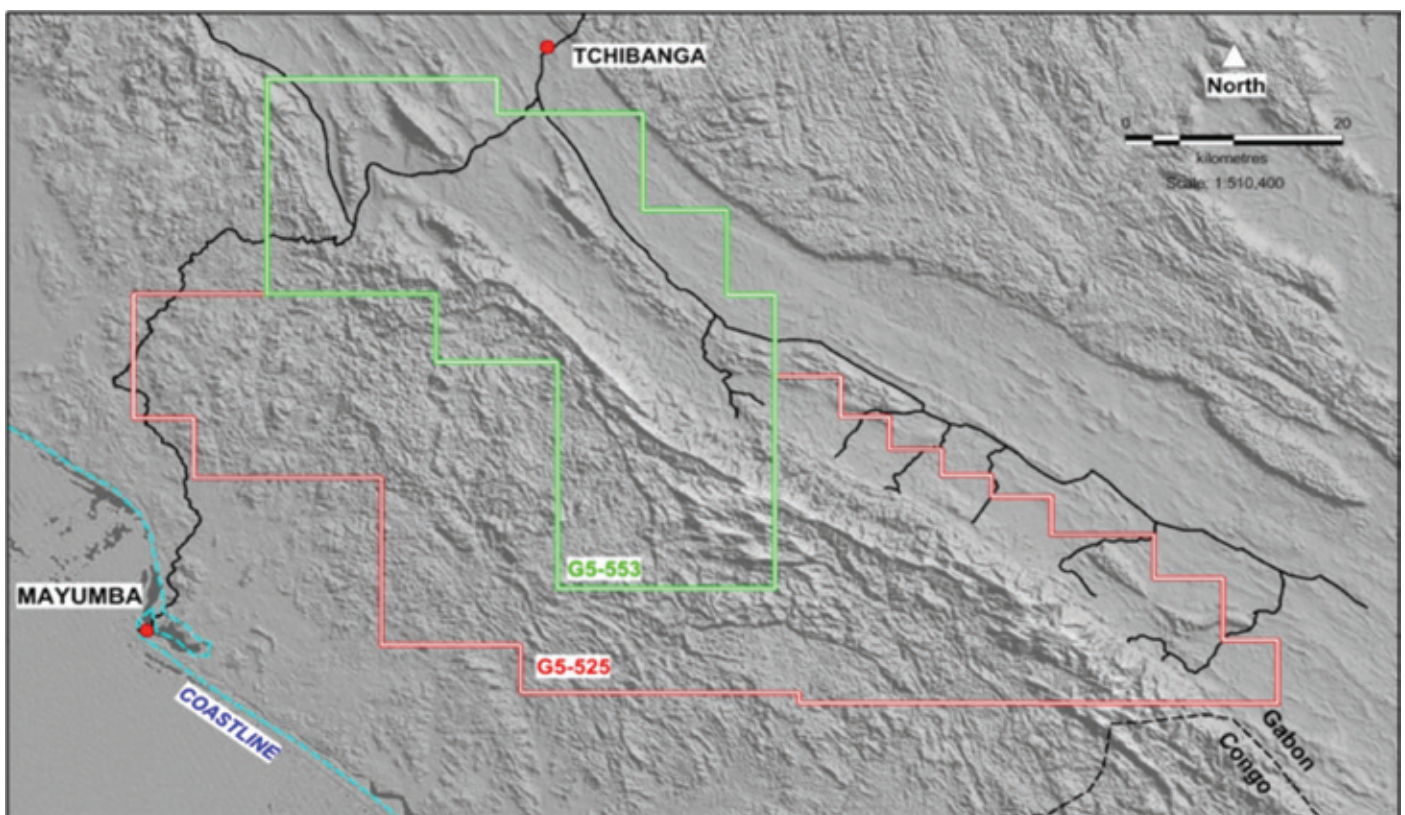 TCHIBANGA
North
0 20
kilometres
Scale: 1:510,400
G5-553
MAYUMBA
G5-525
COASTLINE
Gabon
Congo